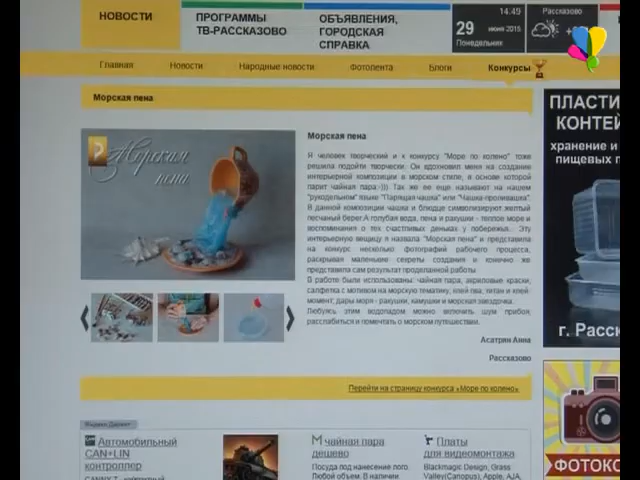 НОВОСТИ
ПРОГРАММЫ
ТВ-РАССКАЗОВО
ОБЪЯВЛЕНИЯ,
ГОРОДСКАЯ
СПРАВКА
14:49
29
июня 2015
Понедельник
Рассказово
Главная
Новости
Народные новости
Фотолента
Блоги
Конкурсы
Морская пена
Морская
пена
Морская пена
Я человек творческий и к конкурсу "Море по колено" тоже
решила подойти творчески. Он вдохновил меня на создание
интерьерной композиции в морском стиле, в основе которой
парит чайная пара.-))) Так же ее еще называют на нашем
"рукодельном" языке "Парящая чашка" или "Чашка-проливашка".
В данной композиции чашка и блюдце символизируют желтый
песчаный берег.А голубая вода, пена и ракушки - теплое море и
воспоминания о тех счастливых деньках у побережья. Эту
интерьерную вещицу я назвала "Морская пена" и представила
на конкурс несколько фотографий рабочего процесса,
раскрывая маленькие секреты создания и конечно же
представила сам результат проделанной работы
В работе были использованы: чайная пара, акриловые краски,
салфетка с мотивом на морскую тематику, клей пва, титан и клей-
момент, дары моря - ракушки, камушки и морская звездочка.
Любуясь этим водопадом можно включить шум прибоя,
расслабиться и помечтать о морском путешествии.
Асатрян Анна
Рассказово
Перейти на страницу конкурса «Море по колено».
ПЛАСТИ
КОНТЕЙ
хранение и
пищевых п
г. Расск
ФОТОКО
Яндекс Директ
Автомобильный
CAN+LIN
контроллер
чайная пара
дешево
Посуда под нанесение лого.
Любой объем. В наличии
Платы
для видеомонтажа
Blackmagic Design, Grass
Valley(Canopus), Apple, AJA,